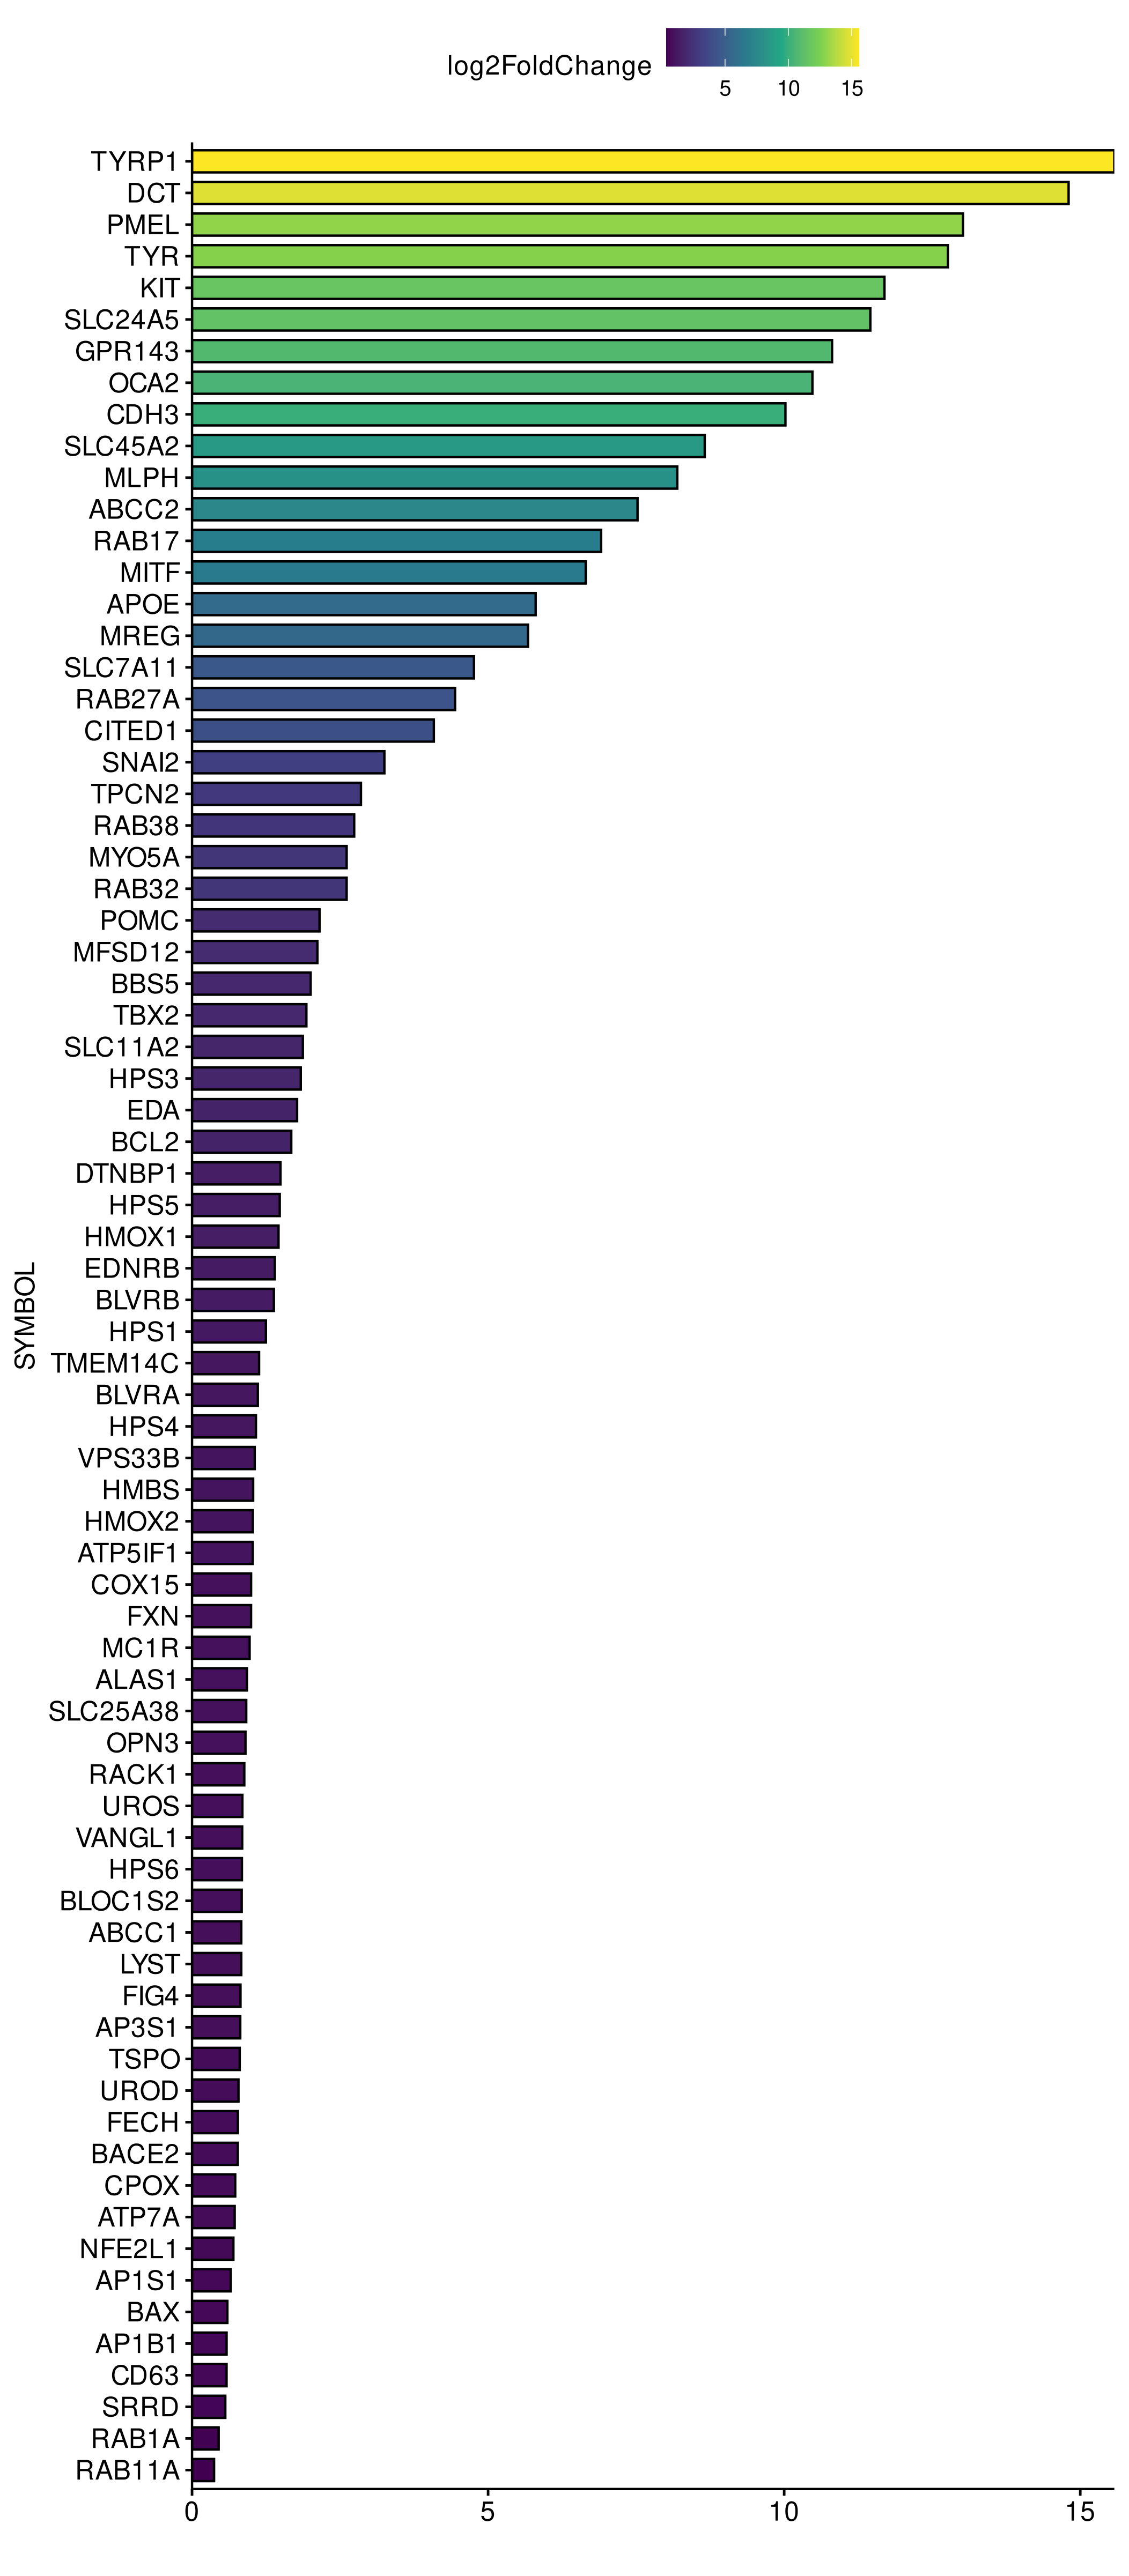 log2FoldChange
5 10 15
TYRP1
DCT
PMEL
TYR
KIT
SLC24A5
GPR143
OCA2
CDH3
SLC45A2
MLPH
ABCC2
RAB17
MITF
APOE
MREG
SLC7A11
RAB27A
CITED1
SNAI2
TPCN2
RAB38
MYO5A
RAB32
POMC
MFSD12
BBS5
TBX2
SLC11A2
HPS3
EDA
BCL2
DTNBP1
HPS5
HMOX1
EDNRB
BLVRB
HPS1
TMEM14C
BLVRA
HPS4
VPS33B
HMBS
HMOX2
ATP5IF1
COX15
FXN
MC1R
ALAS1
SLC25A38
OPN3
RACK1
UROS
VANGL1
HPS6
BLOC1S2
ABCC1
LYST
FIG4
AP3S1
TSPO
UROD
FECH
BACE2
CPOX
ATP7A
NFE2L1
AP1S1
BAX
AP1B1
CD63
SRRD
RAB1A
RAB11A
SYMBOL
0 5 10 15